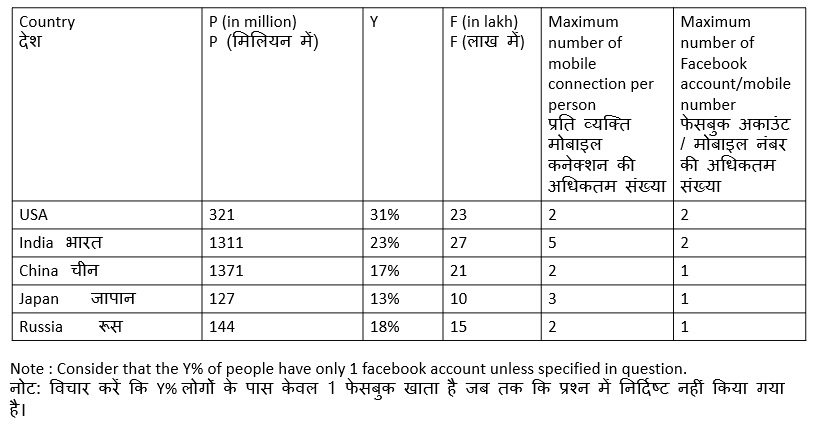 Country
देश
P (in million)
P (मिलियन में)
Y
F (in lakh)
F (लाख में)
Maximum
number of
mobile
connection per
person
प्रति व्यक्ति
मोबाइल
कनेक्शन की
अधिकतम संख्या
Maximum
number of
Facebook
account/mobile
number
फेसबुक अकाउंट
/ मोबाइल नंबर
की अधिकतम
संख्या
USA 321 31% 23 2 2
India भारत 1311 23% 27 5 2
China चीन 1371 17% 21 2 1
Japan जापान 127 13% 10 3 1
Russia रूस 144 18% 15 2 1
Note : Consider that the Y% of people have only 1 facebook account unless specified in question.
नोट: विचार करें कि Y% लोगों के पास केवल 1 फेसबुक खाता है जब तक कि प्रश्न में निर्दिष्ट नहीं किया गया
है।